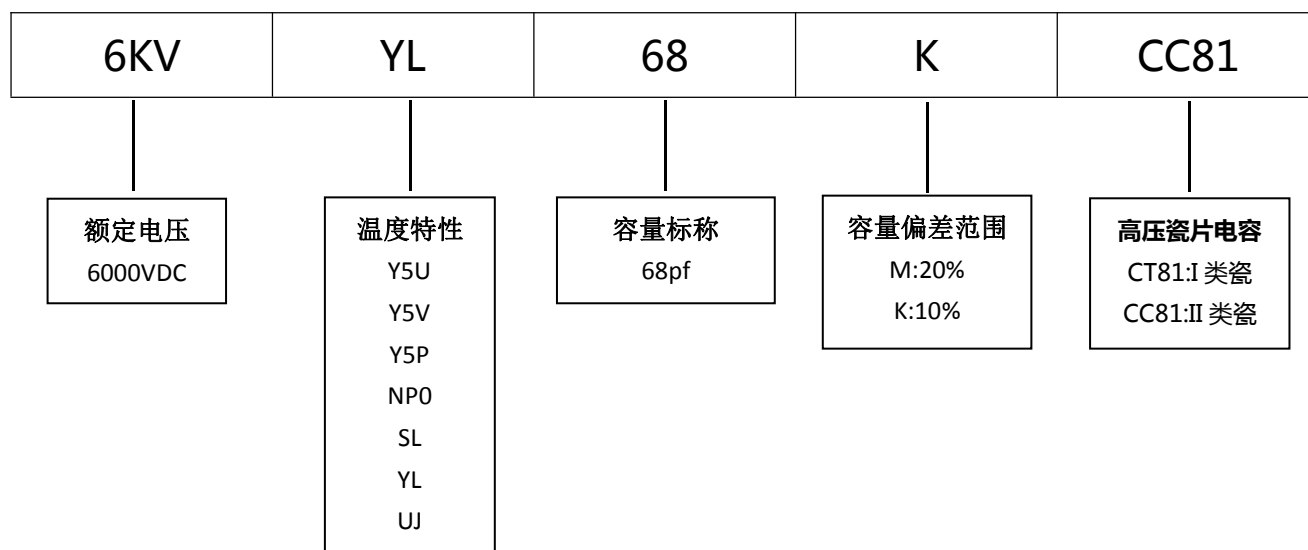 6KV YL 68 K CC81
额定电压
6000VDC
温度特性
Y5U
Y5V
Y5P
NP0
SL
YL
UJ
容量标称
68pf
容量偏差范围
M:20%
K:10%
高压瓷片电容
CT81:I 类瓷
CC81:II 类瓷